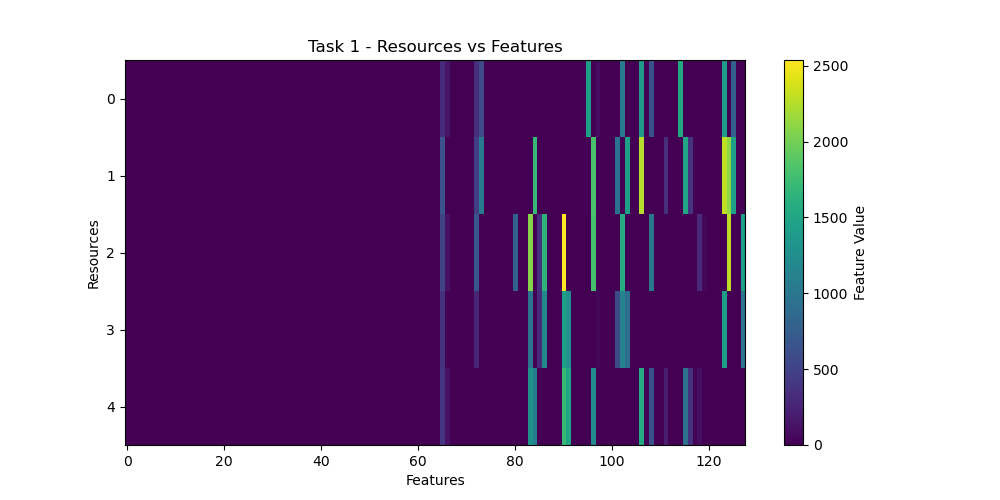 Task 1 - Resources vs Features
Resources
0
1
2
3
4
0 20 40 60 80 100 120
Features
2500
2000
1500
1000
500
0
Feature Value